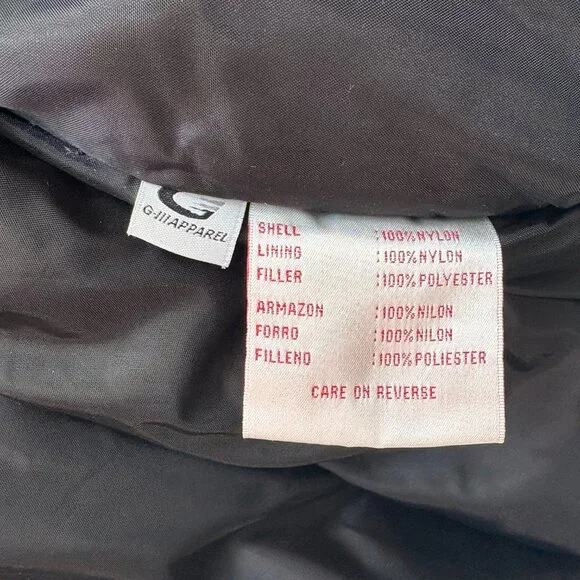 G-III APPAREL
SHELL :100%NYLON
LINING :100%NYLON
FILLER :100%POLYESTER
ARMAZON :100%NILON
FORRO :100%NILON
FILLENO :100%POLIESTER
CARE ON REVERSE